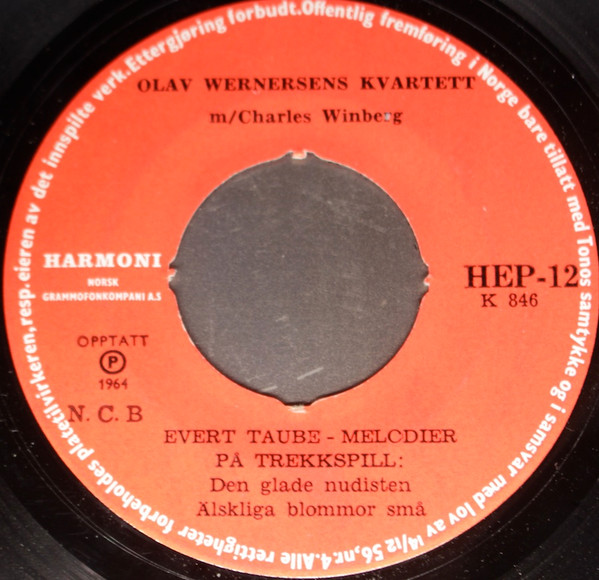 Alle rettigheter forbeholdes platetilvirkeren, resp. eieren av det innspilte verk. Ettergjøring forbudt. Offentlig fremføring i Norge bare tillatt med Tonos samtykke og i samsvar med lov av 14/12 56, nr. 4.
OLAV WERNERSENS KVARTETT
m/Charles Winberg
HARMONI
NORSK
GRAMMOFONKOMPANI A.S
HEP-12
K 846
OPPTATT
℗
1964
N. C. B
EVERT TAUBE - MELODIER
PÅ TREKKSPILL:
Den glade nudisten
Älskliga blommor små